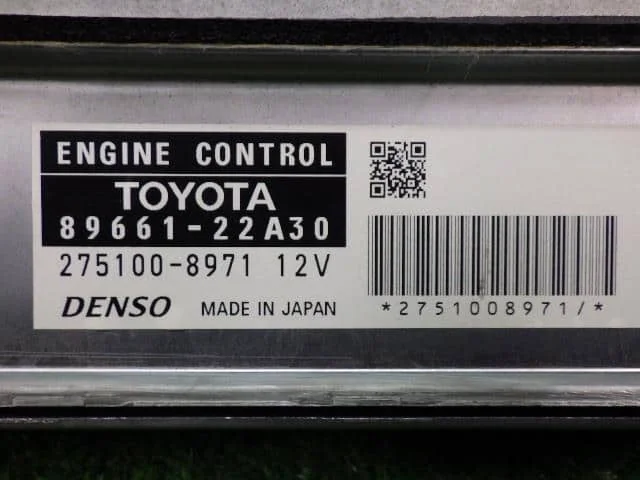 ENGINE CONTROL
TOYOTA
89661-22A30
275100-8971 12V
DENSO MADE IN JAPAN
*2751008971/*